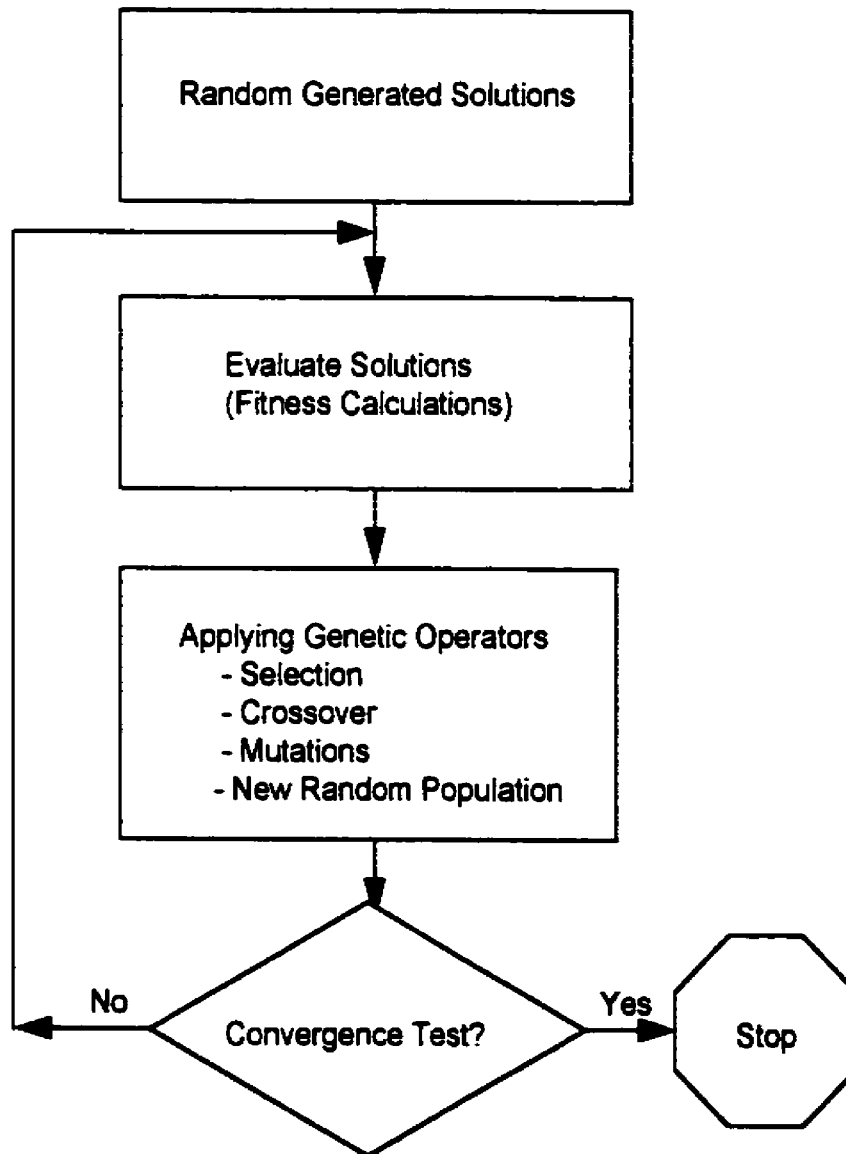 Random Generated Solutions
Evaluate Solutions
(Fitness Calculations)
Applying Genetic Operators
- Selection
- Crossover
- Mutations
- New Random Population
No
Convergence Test?
Yes
Stop